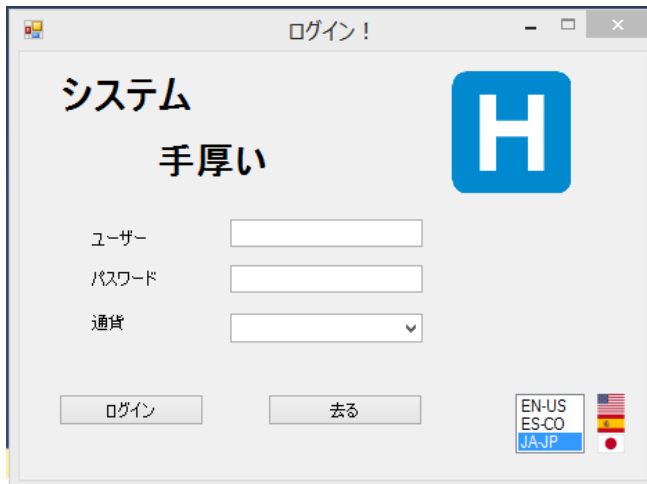 ログイン！
システム
H
手厚い
ユーザー
パスワード
通貨
ログイン
去る
EN-US
ES-CO
JA-JP